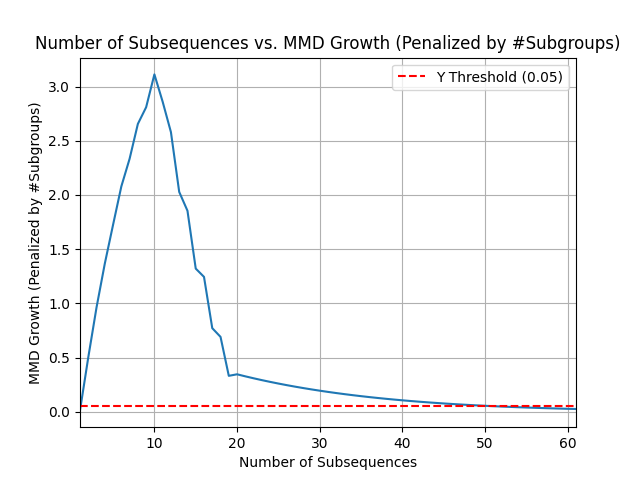 Number of Subsequences vs. MMD Growth (Penalized by #Subgroups)
Y Threshold (0.05)
MMD Growth (Penalized by #Subgroups)
3.0
2.5
2.0
1.5
1.0
0.5
0.0
10 20 30 40 50 60
Number of Subsequences